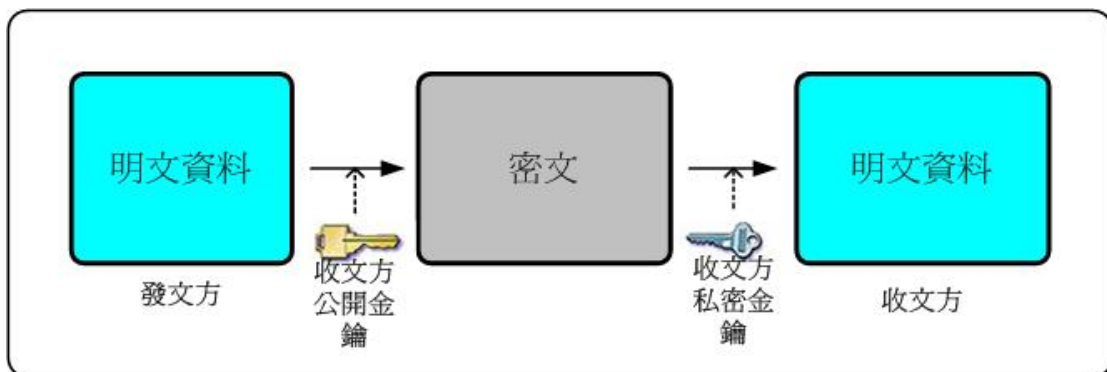 明文資料
密文
明文資料
發文方
收文方
公開金
鑰
收文方
私密金
鑰
收文方